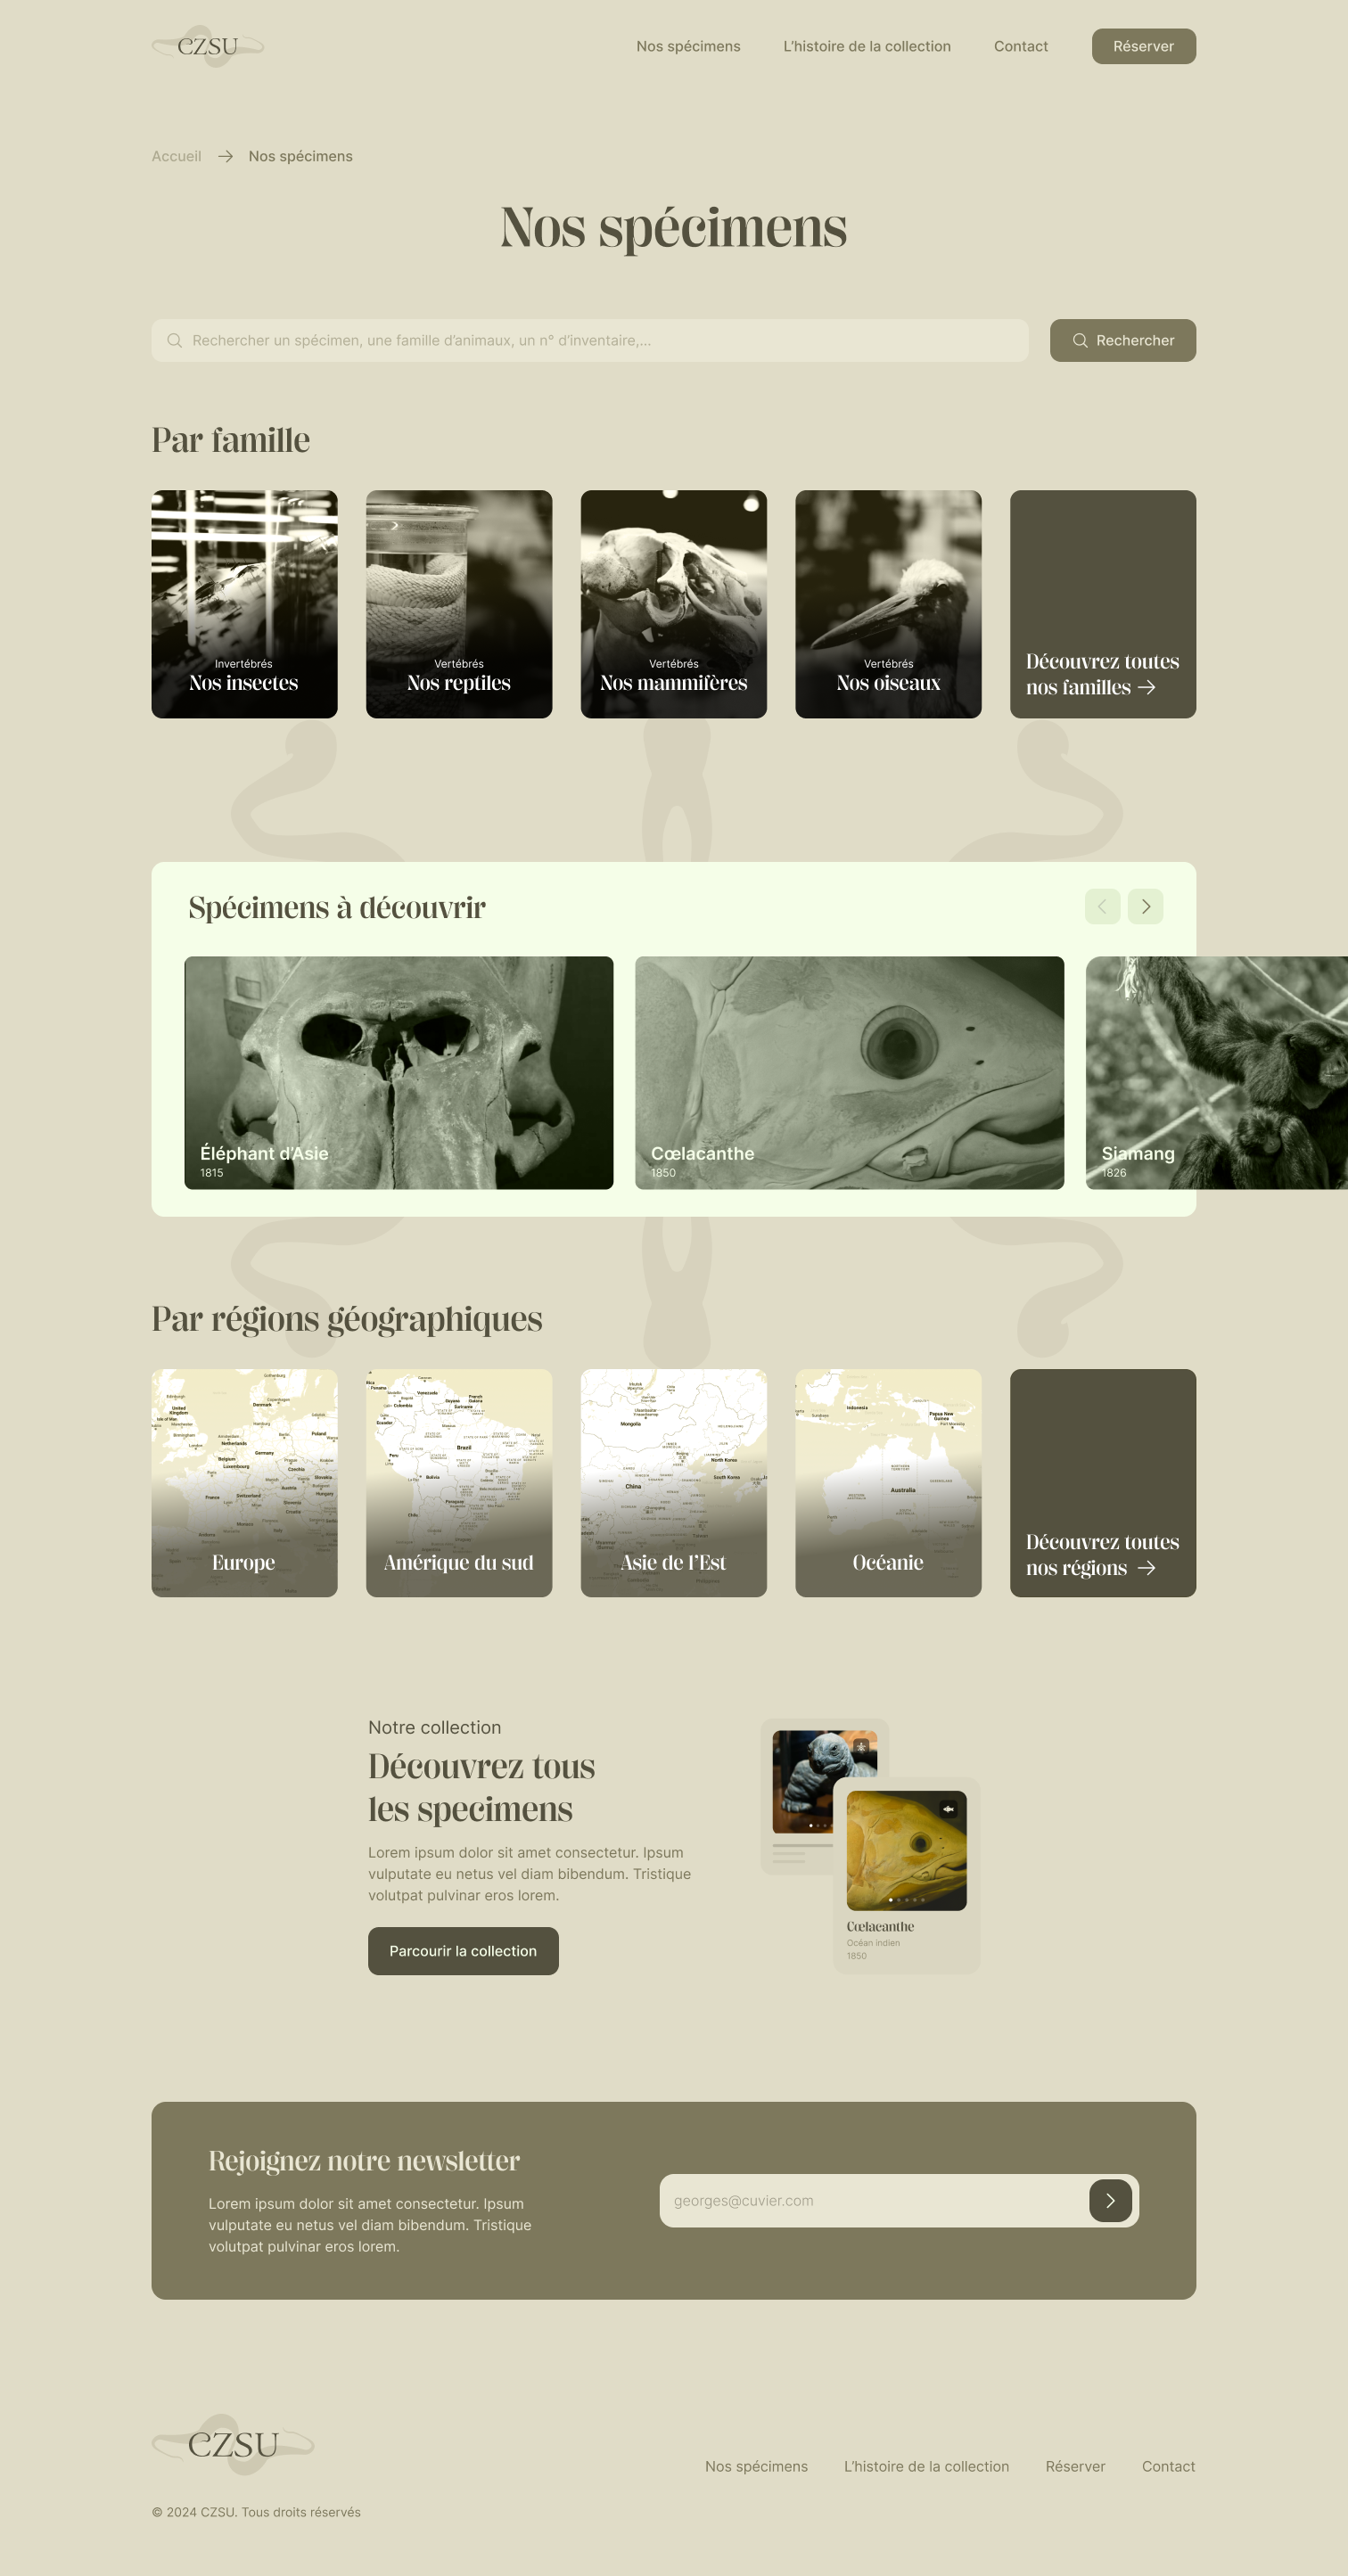 CZSU
Nos spécimens
L'histoire de la collection
Contact
Réserver
Accueil
Nos spécimens
Nos spécimens
Rechercher un spécimen, une famille d'animaux, un n° d'inventaire,...
Rechercher
Par famille
Invertébrés
Nos insectes
Vertébrés
Nos reptiles
Vertébrés
Nos mammifères
Vertébrés
Nos oiseaux
Découvrez toutes
nos familles
Spécimens à découvrir
Éléphant d'Asie
1815
Cœlacanthe
1850
Siamang
1826
Par régions géographiques
Europe
Amérique du sud
Asie de l'Est
Océanie
Découvrez toutes
nos régions
Notre collection
Découvrez tous
les specimens
Lorem ipsum dolor sit amet consectetur. Ipsum
vulputate eu netus vel diam bibendum. Tristique
volutpat pulvinar eros lorem.
Parcourir la collection
Cœlacanthe
Océan indien
1850
Rejoignez notre newsletter
Lorem ipsum dolor sit amet consectetur. Ipsum
vulputate eu netus vel diam bibendum. Tristique
volutpat pulvinar eros lorem.
georges@cuvier.com
CZSU
Nos spécimens
L'histoire de la collection
Réserver
Contact
© 2024 CZSU. Tous droits réservés